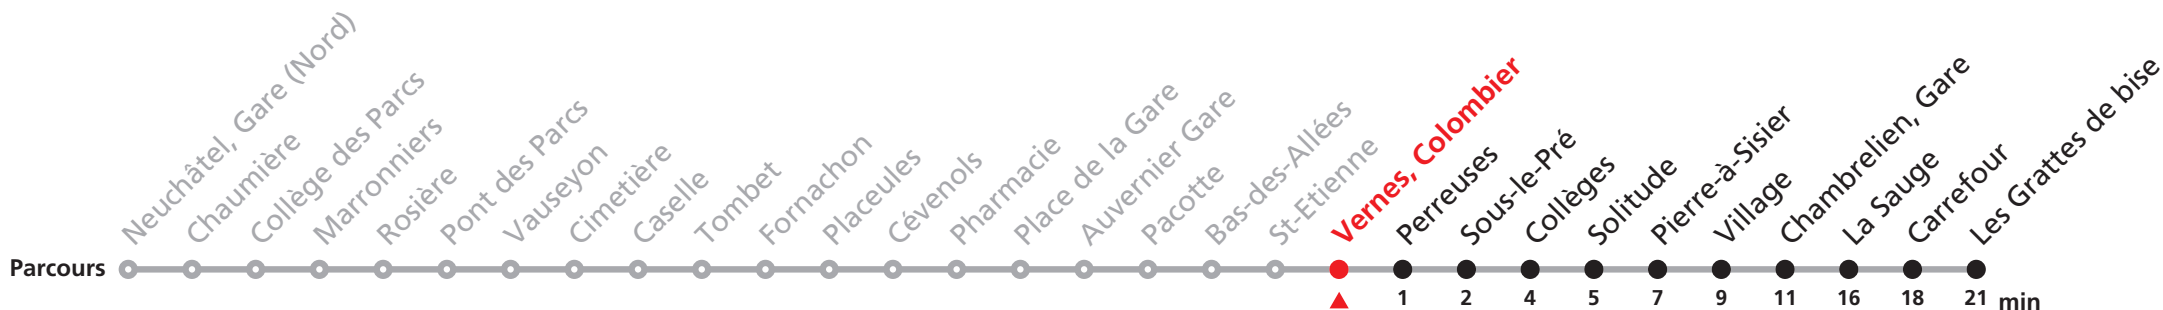 Parcours
Neuchâtel, Gare (Nord)
Chaumière
Collège des Parcs
Marronniers
Rosière
Pont des Parcs
Vauseyon
Cimetière
Caselle
Tombet
Fornachon
Placeules
Cévenols
Pharmacie
Place de la Gare
Auvernier Gare
Pacotte
Bas-des-Allées
St-Etienne
Vernes, Colombier
Perreuses
Sous-le-Pré
Collèges
Solitude
Pierre-à-Sisier
Village
Chambrelien, Gare
La Sauge
Carrefour
Les Grattes de bise
1 2 4 5 7 9 11 16 18 21 min